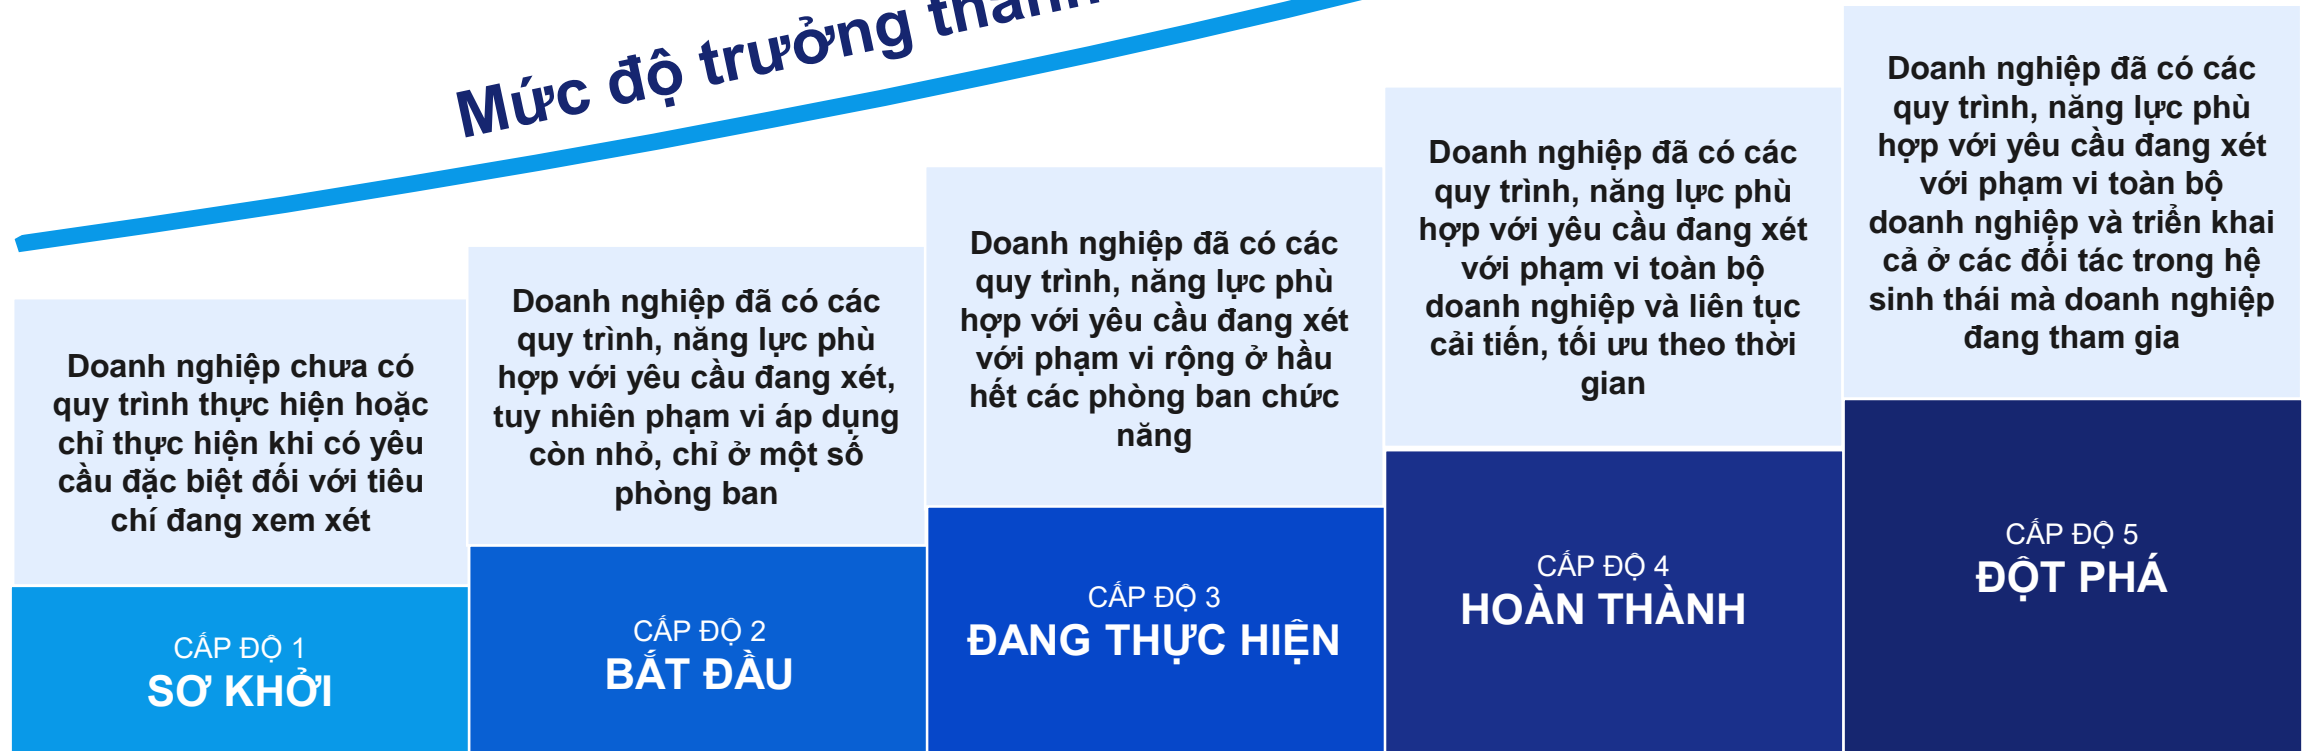 Mức độ trưởng thành
Doanh nghiệp chưa có
quy trình thực hiện hoặc
chỉ thực hiện khi có yêu
cầu đặc biệt đối với tiêu
chí đang xem xét
CẤP ĐỘ 1
SƠ KHỞI
Doanh nghiệp đã có các
quy trình, năng lực phù
hợp với yêu cầu đang xét,
tuy nhiên phạm vi áp dụng
còn nhỏ, chỉ ở một số
phòng ban
CẤP ĐỘ 2
BẮT ĐẦU
Doanh nghiệp đã có các
quy trình, năng lực phù
hợp với yêu cầu đang xét
với phạm vi rộng ở hầu
hết các phòng ban chức
năng
CẤP ĐỘ 3
ĐANG THỰC HIỆN
Doanh nghiệp đã có các
quy trình, năng lực phù
hợp với yêu cầu đang xét
với phạm vi toàn bộ
doanh nghiệp và liên tục
cải tiến, tối ưu theo thời
gian
CẤP ĐỘ 4
HOÀN THÀNH
Doanh nghiệp đã có các
quy trình, năng lực phù
hợp với yêu cầu đang xét
với phạm vi toàn bộ
doanh nghiệp và triển khai
cả ở các đối tác trong hệ
sinh thái mà doanh nghiệp
đang tham gia
CẤP ĐỘ 5
ĐỘT PHÁ